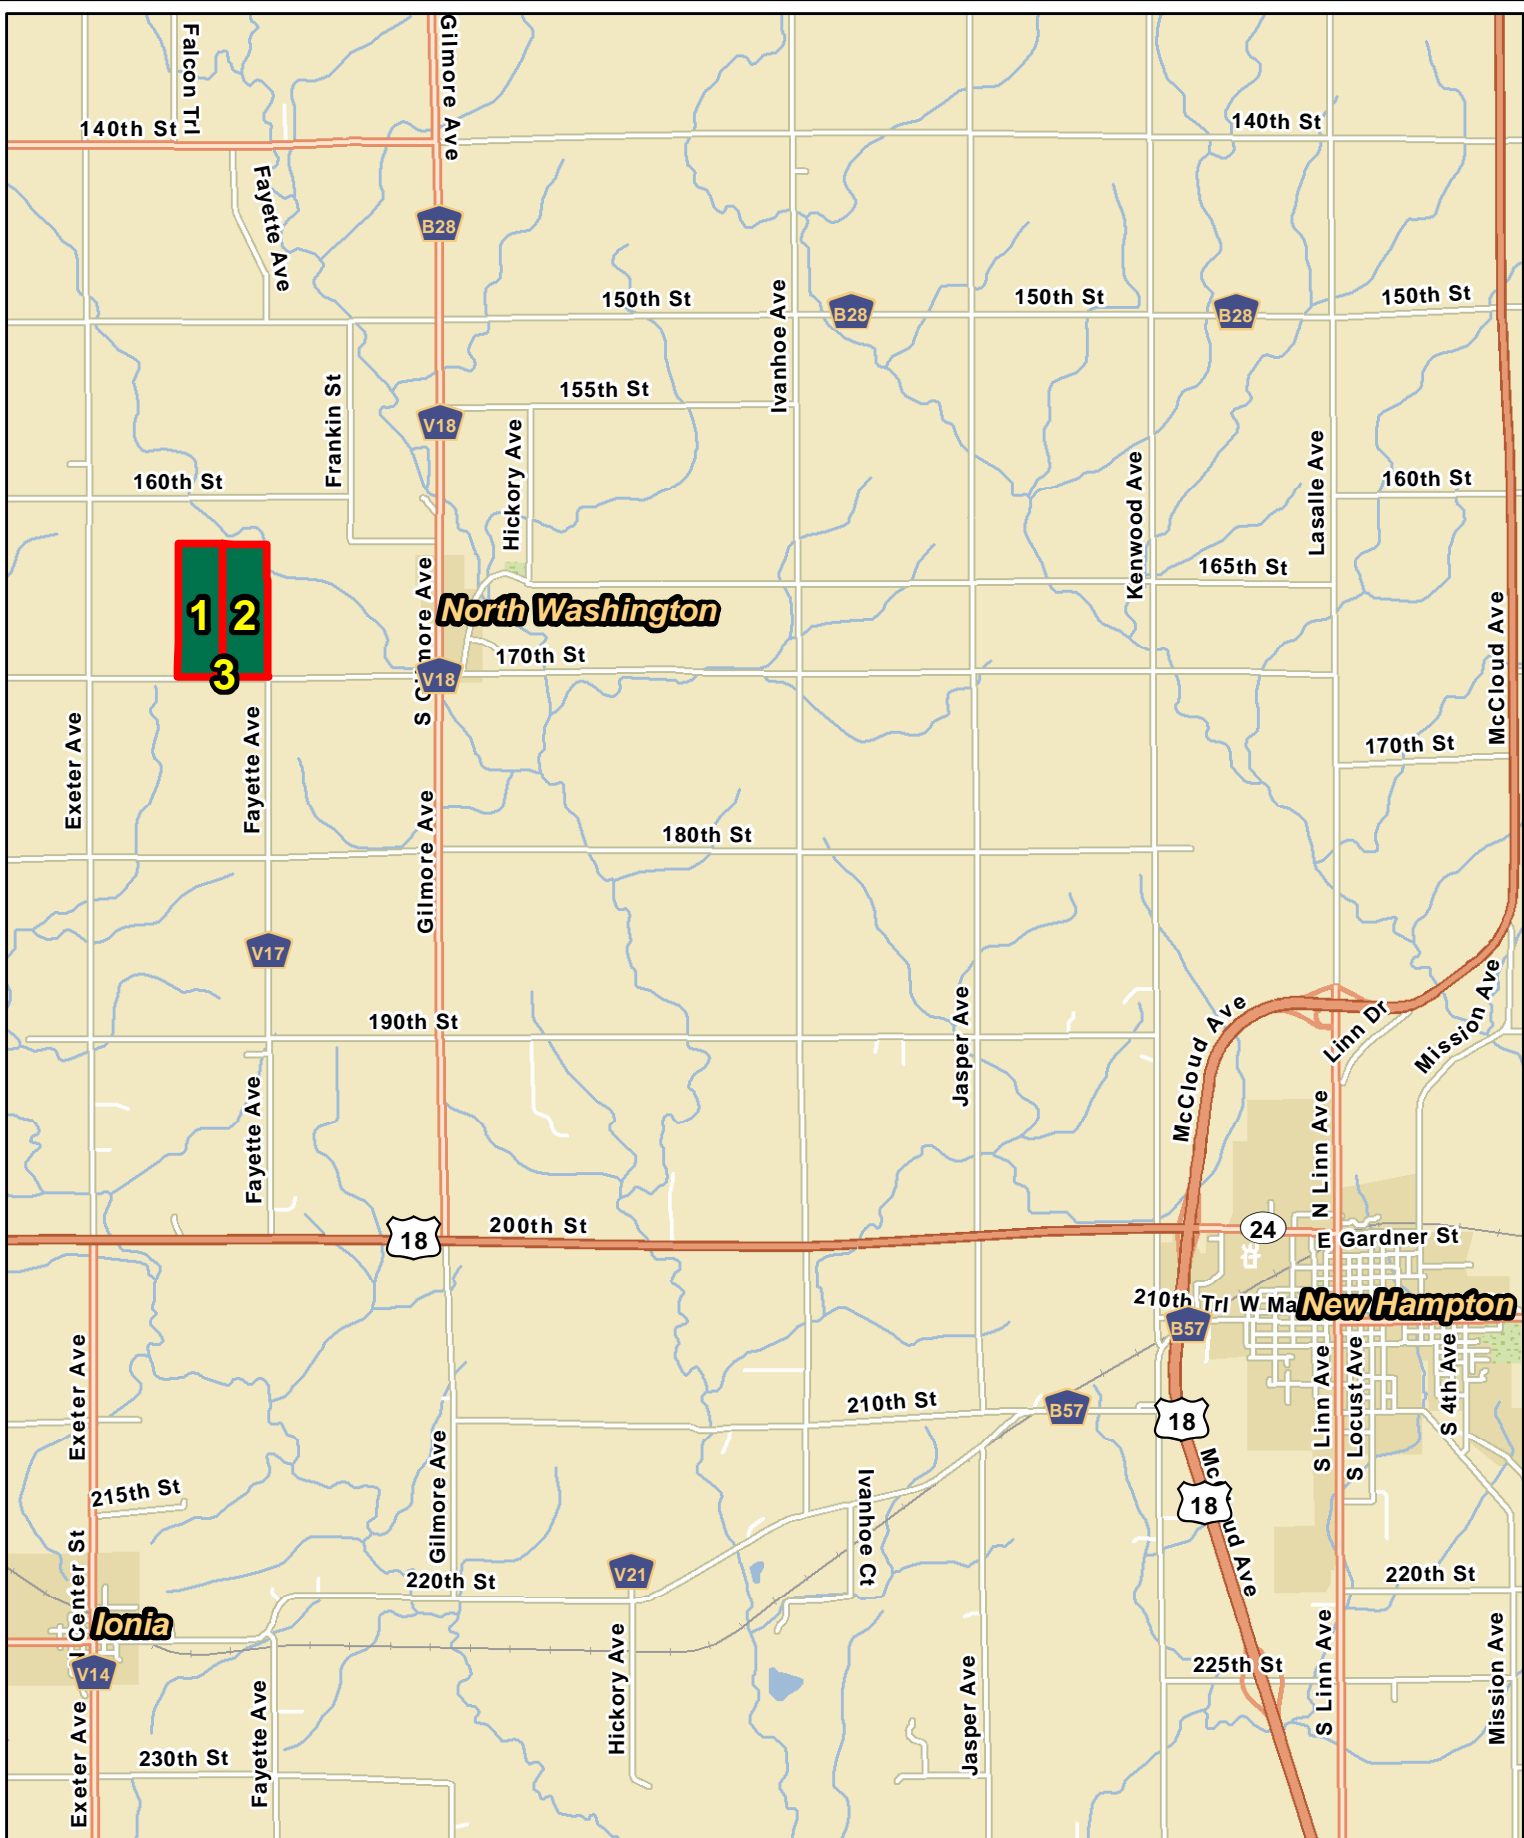 Falcon Trl
Gilmore Ave
140th St
140th St
Fayette Ave
B28
Ivanhoe Ave
150th St
B28
150th St
B28
150th St
Frankin St
155th St
V18
Hickory Ave
160th St
Kenwood Ave
Lasalle Ave
160th St
165th St
1
2
3
S Gilmore Ave
North Washington
170th St
V18
McCloud Ave
Exeter Ave
Fayette Ave
170th St
Gilmore Ave
180th St
V17
190th St
Jasper Ave
McCloud Ave
Linn Dr
Mission Ave
Fayette Ave
N Linn Ave
18
200th St
24
E Gardner St
210th Trl
W Ma
New Hampton
B57
Exeter Ave
S Linn Ave
S Locust Ave
S 4th Ave
210th St
B57
18
Gilmore Ave
215th St
Ivanhoe Ct
18
McCloud Ave
N Center St
220th St
V21
220th St
Ionia
V14
Hickory Ave
225th St
S Linn Ave
Mission Ave
Exeter Ave
Fayette Ave
Jasper Ave
230th St